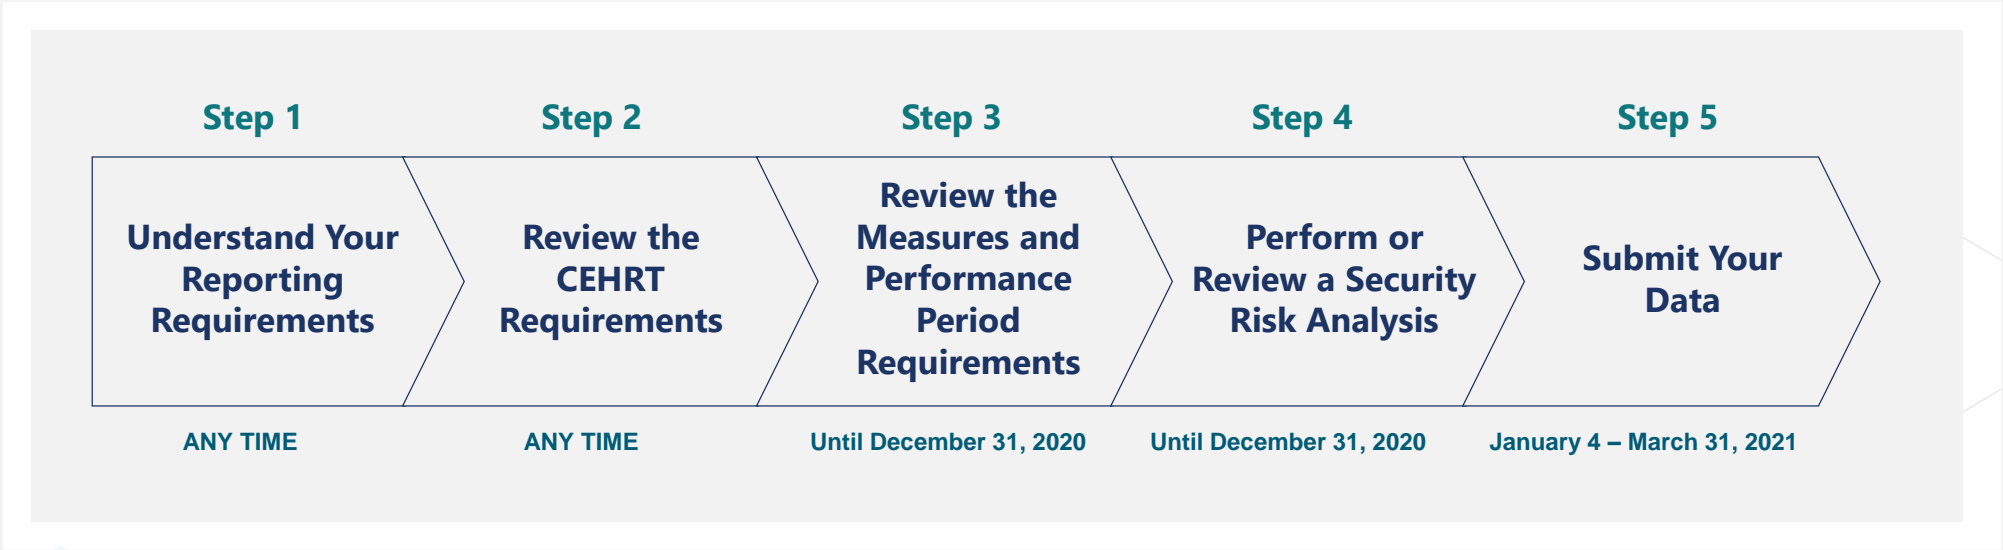 Step 1
Understand Your
Reporting
Requirements
ANY TIME
Step 2
Review the
CEHRT
Requirements
ANY TIME
Step 3
Review the
Measures and
Performance
Period
Requirements
Until December 31, 2020
Step 4
Perform or
Review a Security
Risk Analysis
Until December 31, 2020
Step 5
Submit Your
Data
January 4 – March 31, 2021